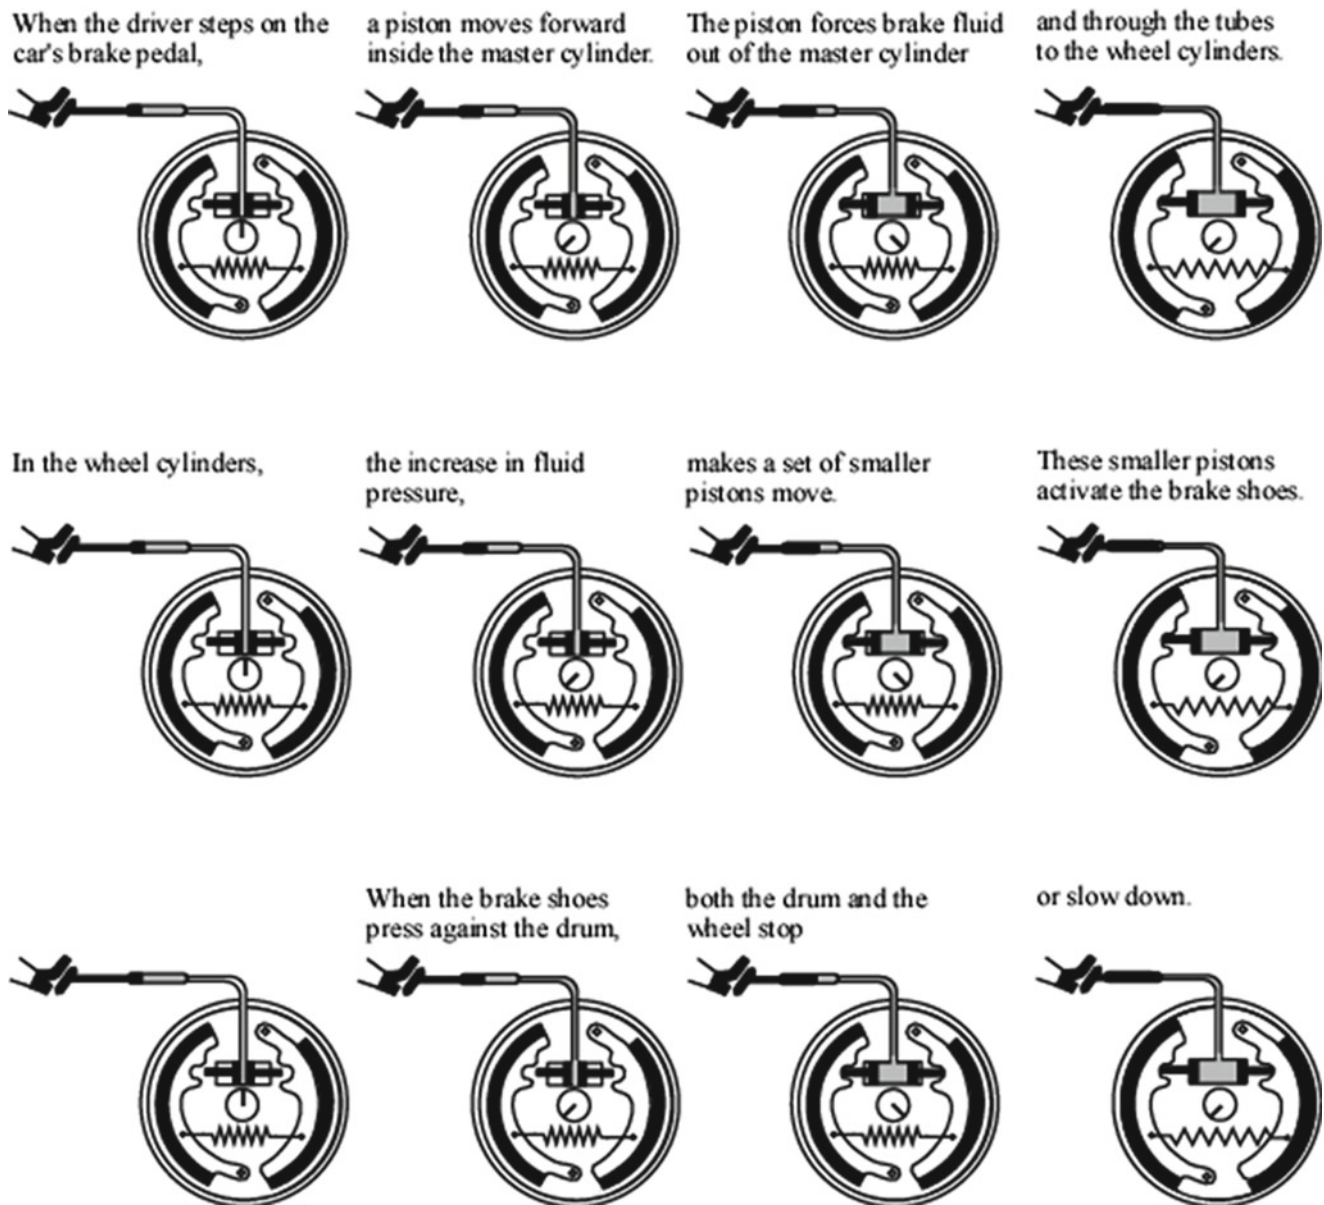 When the driver steps on the
car's brake pedal,
a piston moves forward
inside the master cylinder.
The piston forces brake fluid
out of the master cylinder
and through the tubes
to the wheel cylinders.
In the wheel cylinders,
the increase in fluid
pressure,
makes a set of smaller
pistons move.
These smaller pistons
activate the brake shoes.
When the brake shoes
press against the drum,
both the drum and the
wheel stop
or slow down.